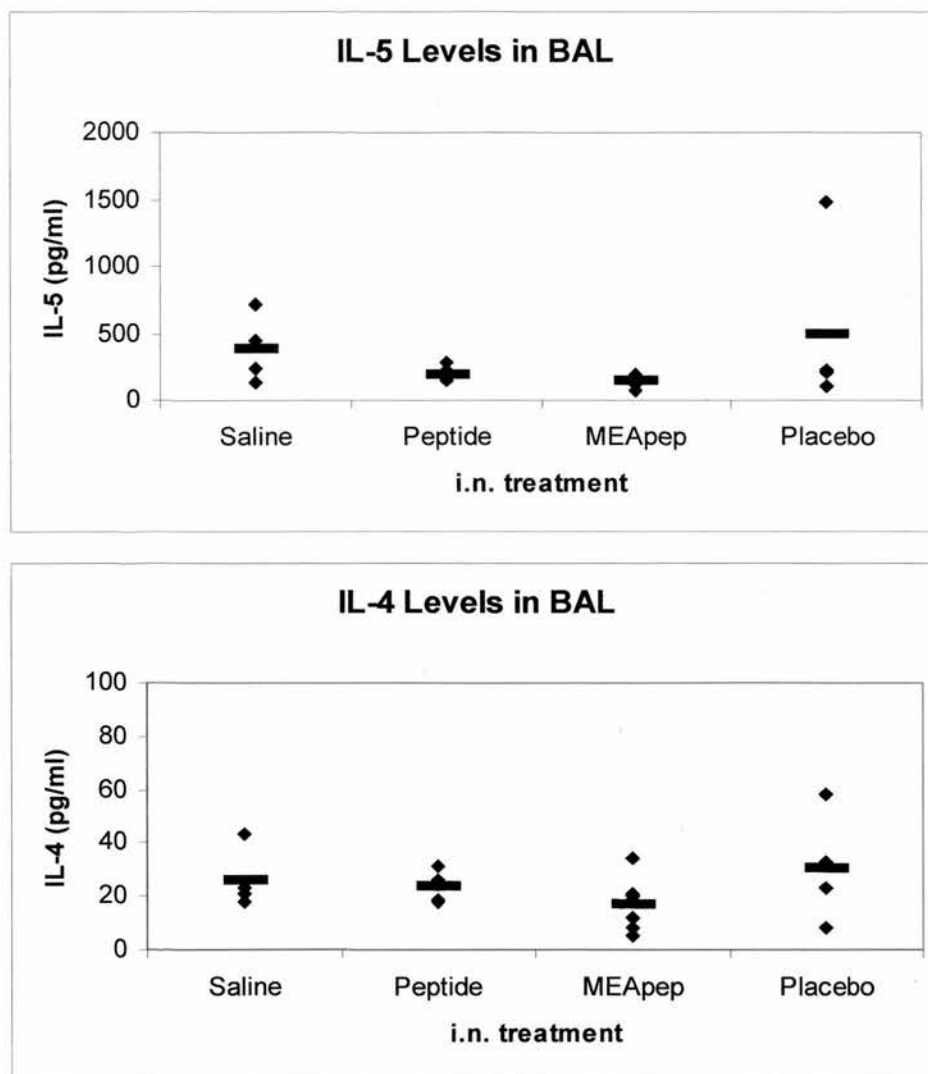 IL-5 Levels in BAL
2000
1500
1000
500
0
IL-5 (pg/ml)
Saline Peptide MEApep Placebo
i.n. treatment
IL-4 Levels in BAL
100
80
60
40
20
0
IL-4 (pg/ml)
Saline Peptide MEApep Placebo
i.n. treatment